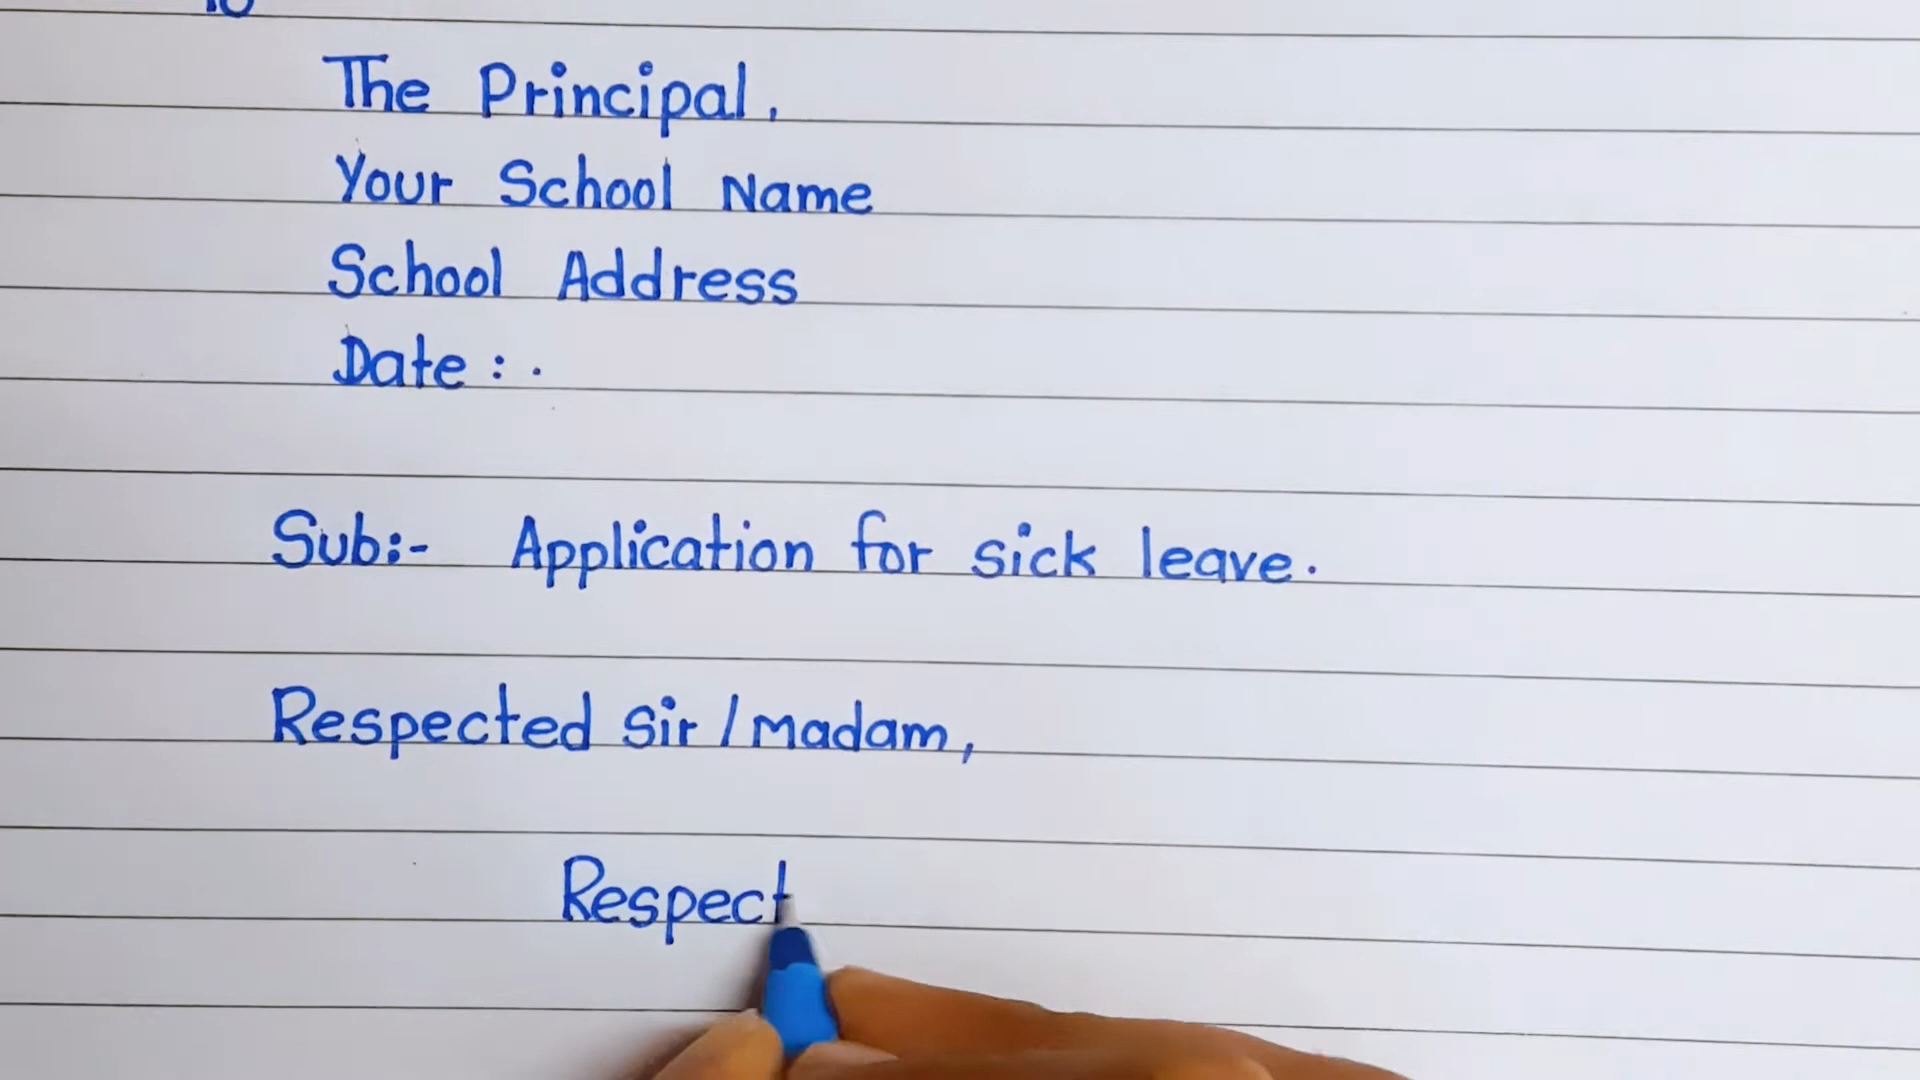 The Principal,
Your School Name
School Address
Date : .
Sub:- Application for sick leave.
Respected Sir / Madam,
Respect